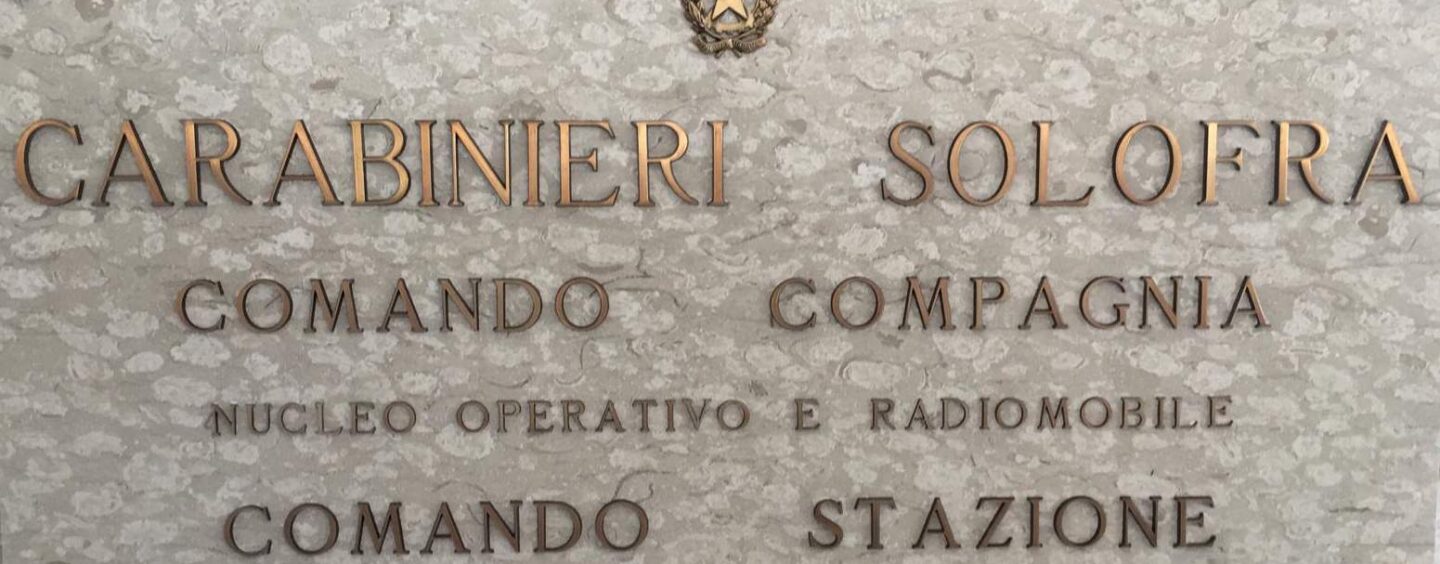 CARABINIERI SOLOFRA
COMANDO COMPAGNIA
NUCLEO OPERATIVO E RADIOMOBILE
COMANDO STAZIONE